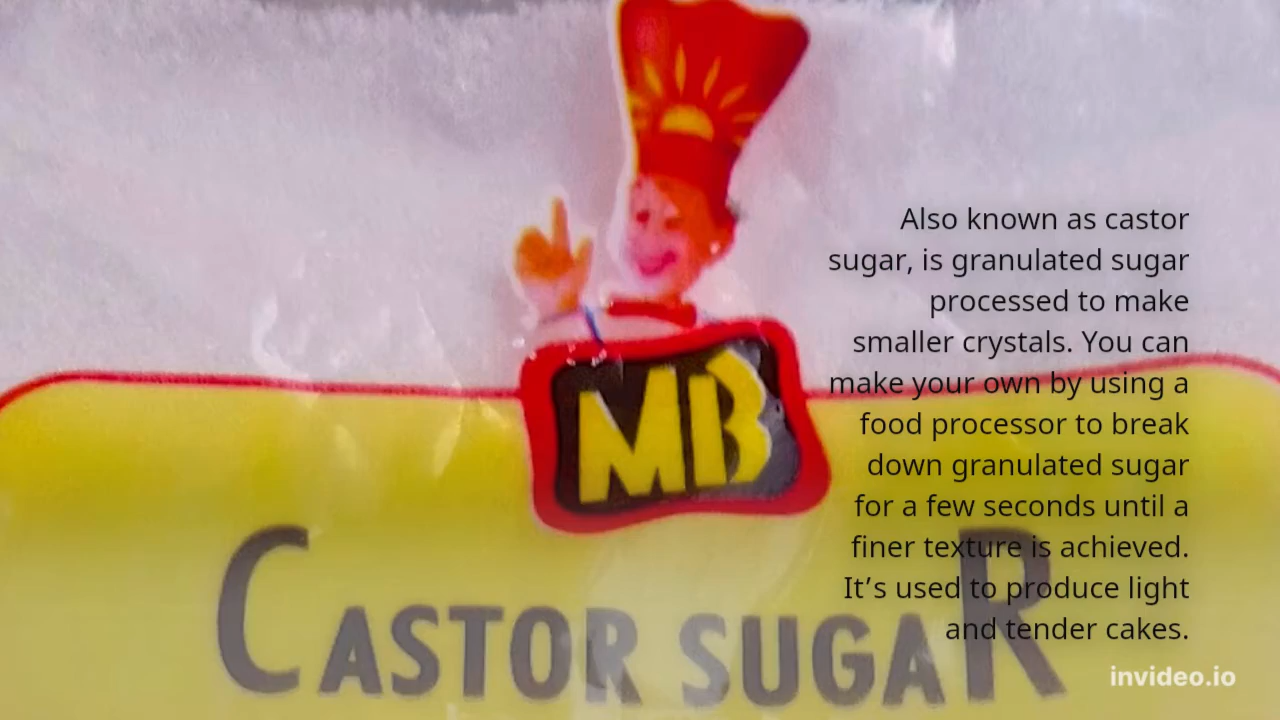 MB
CASTOR SUGAR
Also known as castor
sugar, is granulated sugar
processed to make
smaller crystals. You can
make your own by using a
food processor to break
down granulated sugar
for a few seconds until a
finer texture is achieved.
It’s used to produce light
and tender cakes.
invideo.io